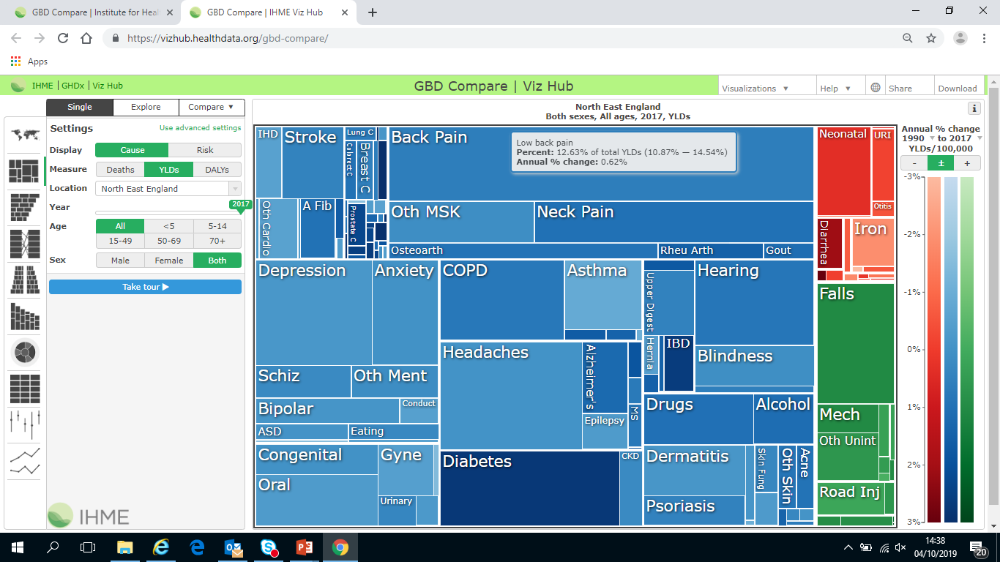 GBD Compare | Institute for Heal
GBD Compare | IHME Viz Hub
https://vizhub.healthdata.org/gbd-compare/
Apps
IHME | GHDx | Viz Hub
GBD Compare | Viz Hub
Visualizations
Help
Share
Download
Single
Explore
Compare
Settings
Use advanced settings
Display
Cause
Risk
Measure
Deaths
YLDs
DALYs
Location
North East England
Year
2017
Age
All
<5
5-14
15-49
50-69
70+
Sex
Male
Female
Both
Take tour
IHME
North East England
Both sexes, All ages, 2017, YLDs
IHD
Stroke
Lung C
Colorect C
Breast C
Oth Cardio
A Fib
Prostate C
Back Pain
Low back pain
Percent: 12.63% of total YLDs (10.87% — 14.54%)
Annual % change: 0.62%
Oth MSK
Neck Pain
Osteoarth
Rheu Arth
Gout
Depression
Anxiety
Schiz
Oth Ment
Bipolar
Conduct
ASD
Eating
COPD
Asthma
Headaches
Alzheimer's
Epilepsy
MS
Upper Digest
Hernia
IBD
Hearing
Blindness
Drugs
Alcohol
Congenital
Gyne
Oral
Urinary
Diabetes
CKD
Dermatitis
Psoriasis
Skin Fung
Oth Skin
Acne
Neonatal
URI
Otitis
Diarrhea
Iron
Falls
Mech
Oth Unint
Road Inj
Annual % change
1990 to 2017
YLDs/100,000
-
±
+
-3%
-2%
-1%
0%
1%
2%
3%
14:38
04/10/2019
20